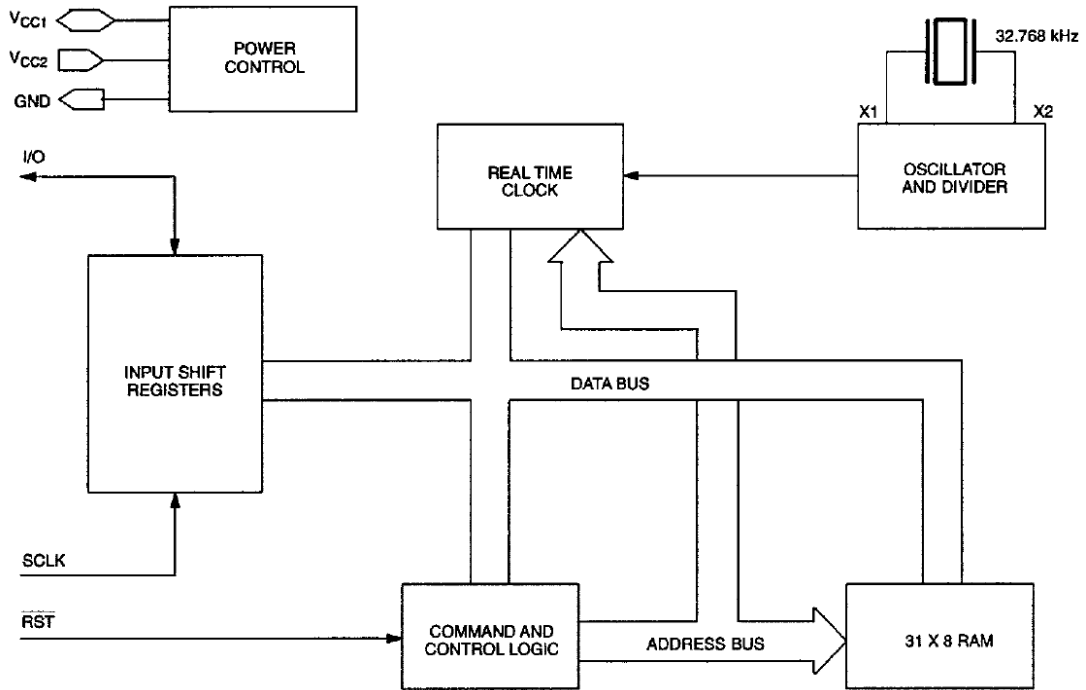 VCC1
VCC2
GND
POWER
CONTROL
32.768 kHz
X1
X2
I/O
REAL TIME
CLOCK
OSCILLATOR
AND DIVIDER
INPUT SHIFT
REGISTERS
DATA BUS
SCLK
RST
COMMAND AND
CONTROL LOGIC
ADDRESS BUS
31 X 8 RAM